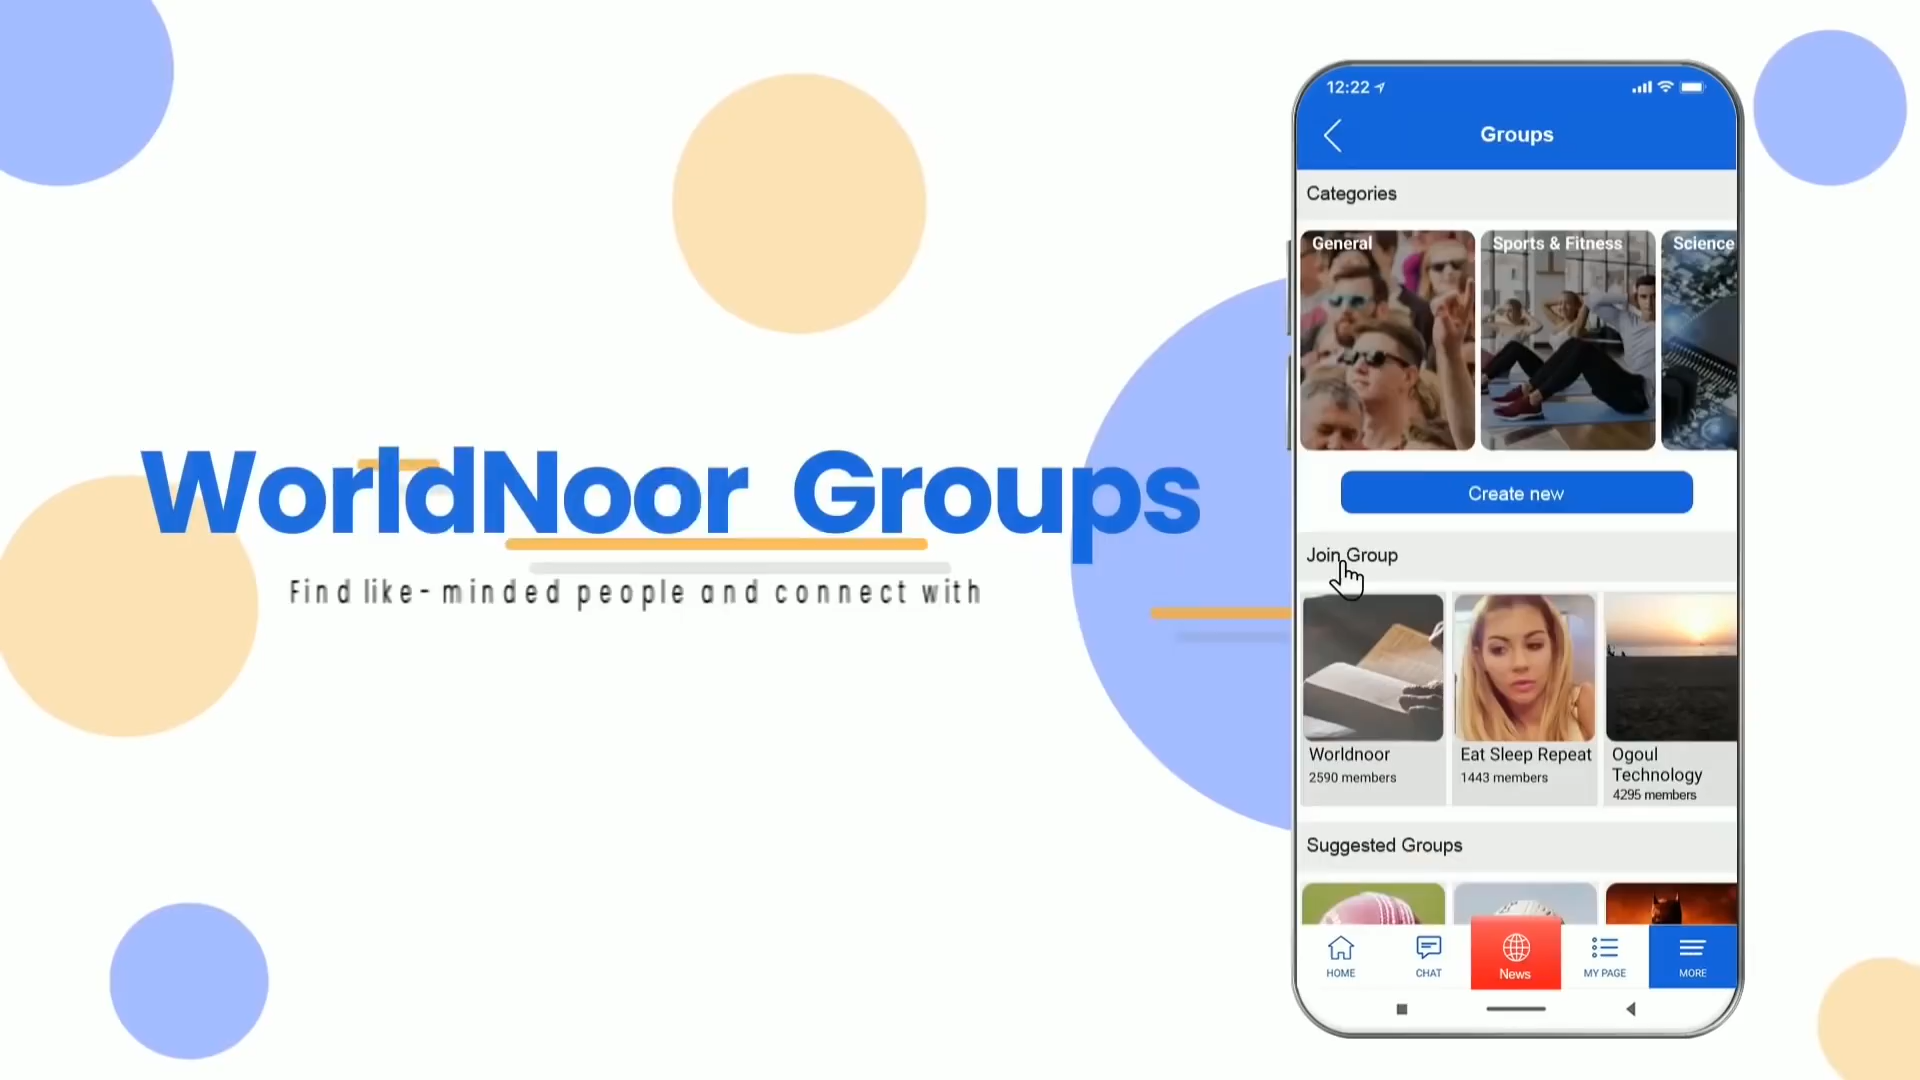 WorldNoor Groups
Find like-minded people and connect with
12:22
Groups
Categories
General
Sports & Fitness
Science
Create new
Join Group
Worldnoor
2590 members
Eat Sleep Repeat
1443 members
Ogoul
Technology
4295 members
Suggested Groups
HOME
CHAT
News
MY PAGE
MORE